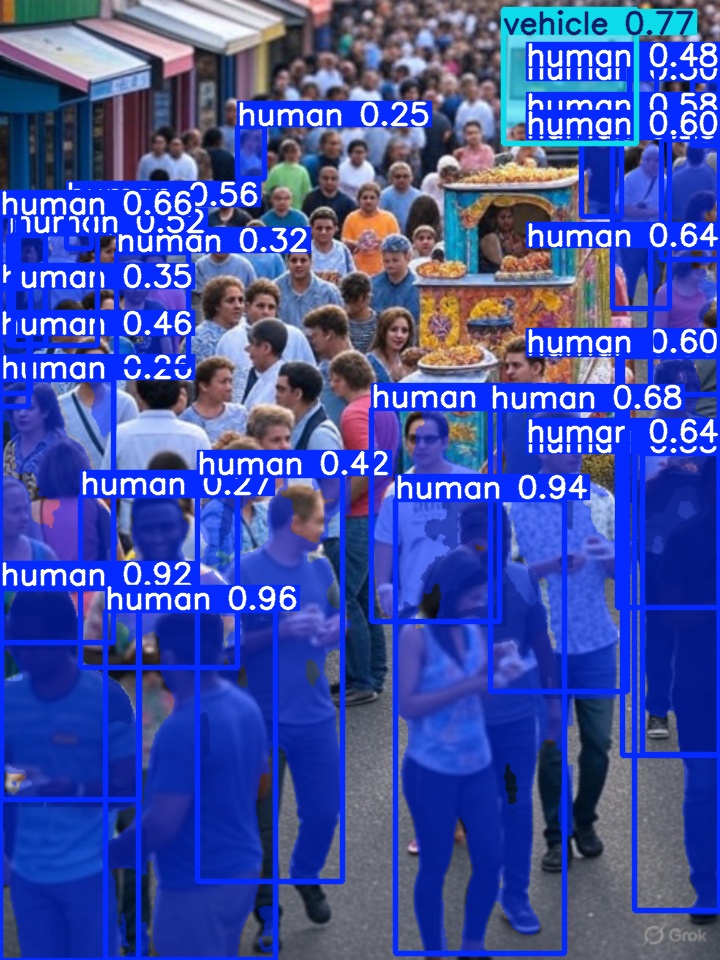 vehicle 0.77
human 0.48
human 0.58
human 0.60
human 0.25
0.56
human 0.66
human 0.52
human 0.32
human 0.64
human 0.35
human 0.46
human 0.60
human 0.26
human
human 0.68
human 0.64
human 0.42
human 0.27
human 0.94
human 0.92
human 0.96
Grok